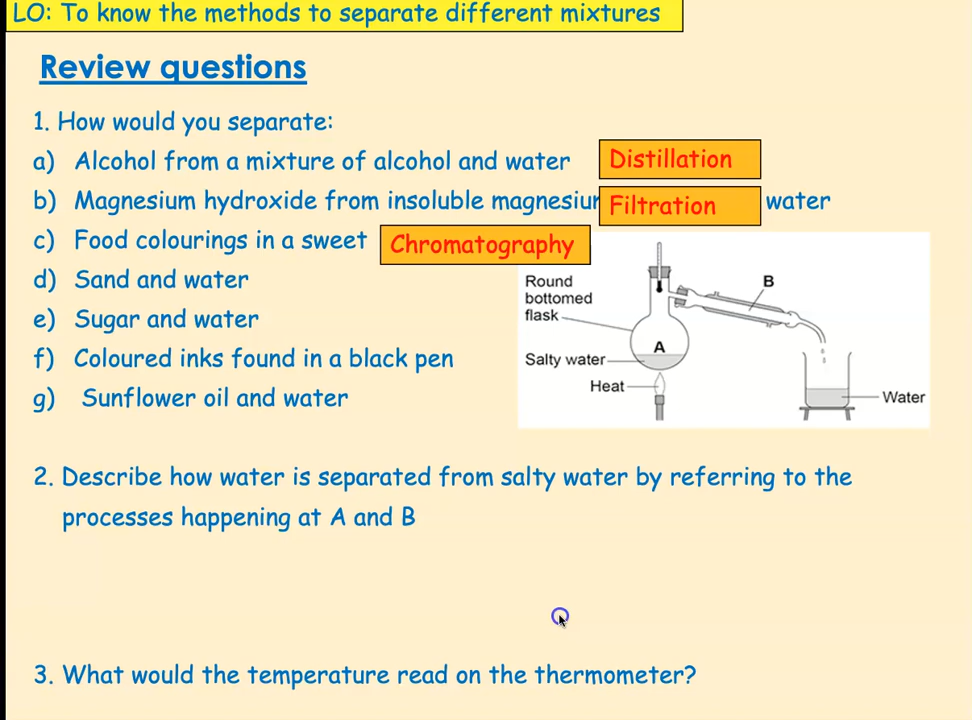 LO: To know the methods to separate different mixtures
Review questions
1. How would you separate:
a) Alcohol from a mixture of alcohol and water Distillation
b) Magnesium hydroxide from insoluble Filtration water
c) Food colourings in a sweet Chromatography
d) Sand and water
e) Sugar and water
f) Coloured inks found in a black pen
g) Sunflower oil and water
Round
bottomed
flask
A
B
Salty water
Heat
Water
2. Describe how water is separated from salty water by referring to the
processes happening at A and B
3. What would the temperature read on the thermometer?